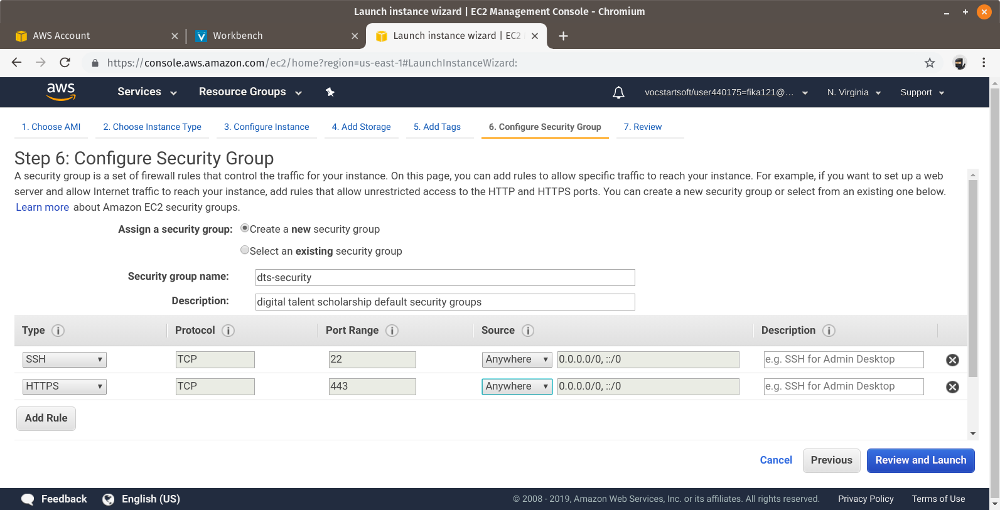 Launch instance wizard | EC2 Management Console - Chromium
AWS Account
Workbench
Launch instance wizard | EC2
https://console.aws.amazon.com/ec2/home?region=us-east-1#LaunchInstanceWizard:
aws Services Resource Groups vocstartsoft/user440175=fika121@... N. Virginia Support
1. Choose AMI 2. Choose Instance Type 3. Configure Instance 4. Add Storage 5. Add Tags 6. Configure Security Group 7. Review
Step 6: Configure Security Group
A security group is a set of firewall rules that control the traffic for your instance. On this page, you can add rules to allow specific traffic to reach your instance. For example, if you want to set up a web
server and allow Internet traffic to reach your instance, add rules that allow unrestricted access to the HTTP and HTTPS ports. You can create a new security group or select from an existing one below.
Learn more about Amazon EC2 security groups.
Assign a security group: Create a new security group
Select an existing security group
Security group name: dts-security
Description: digital talent scholarship default security groups
Type Protocol Port Range Source Description
SSH TCP 22 Anywhere 0.0.0.0/0, ::/0 e.g. SSH for Admin Desktop
HTTPS TCP 443 Anywhere 0.0.0.0/0, ::/0 e.g. SSH for Admin Desktop
Add Rule
Cancel Previous Review and Launch
Feedback English (US) © 2008 - 2019, Amazon Web Services, Inc. or its affiliates. All rights reserved. Privacy Policy Terms of Use